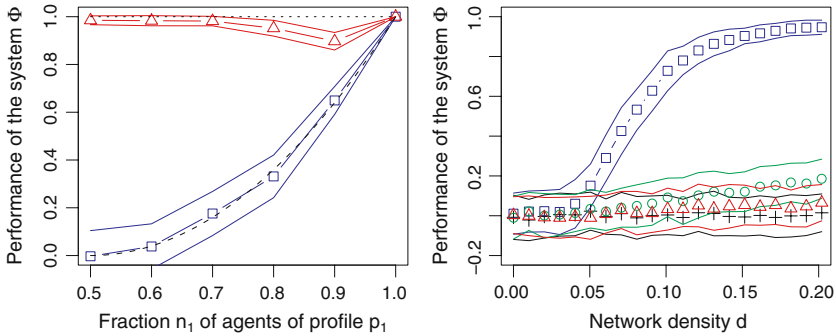 Performance of the system Φ
0.0 0.2 0.4 0.6 0.8 1.0
0.5 0.6 0.7 0.8 0.9 1.0
Fraction n₁ of agents of profile p₁
Performance of the system Φ
−0.2 0.2 0.6 1.0
0.00 0.05 0.10 0.15 0.20
Network density d